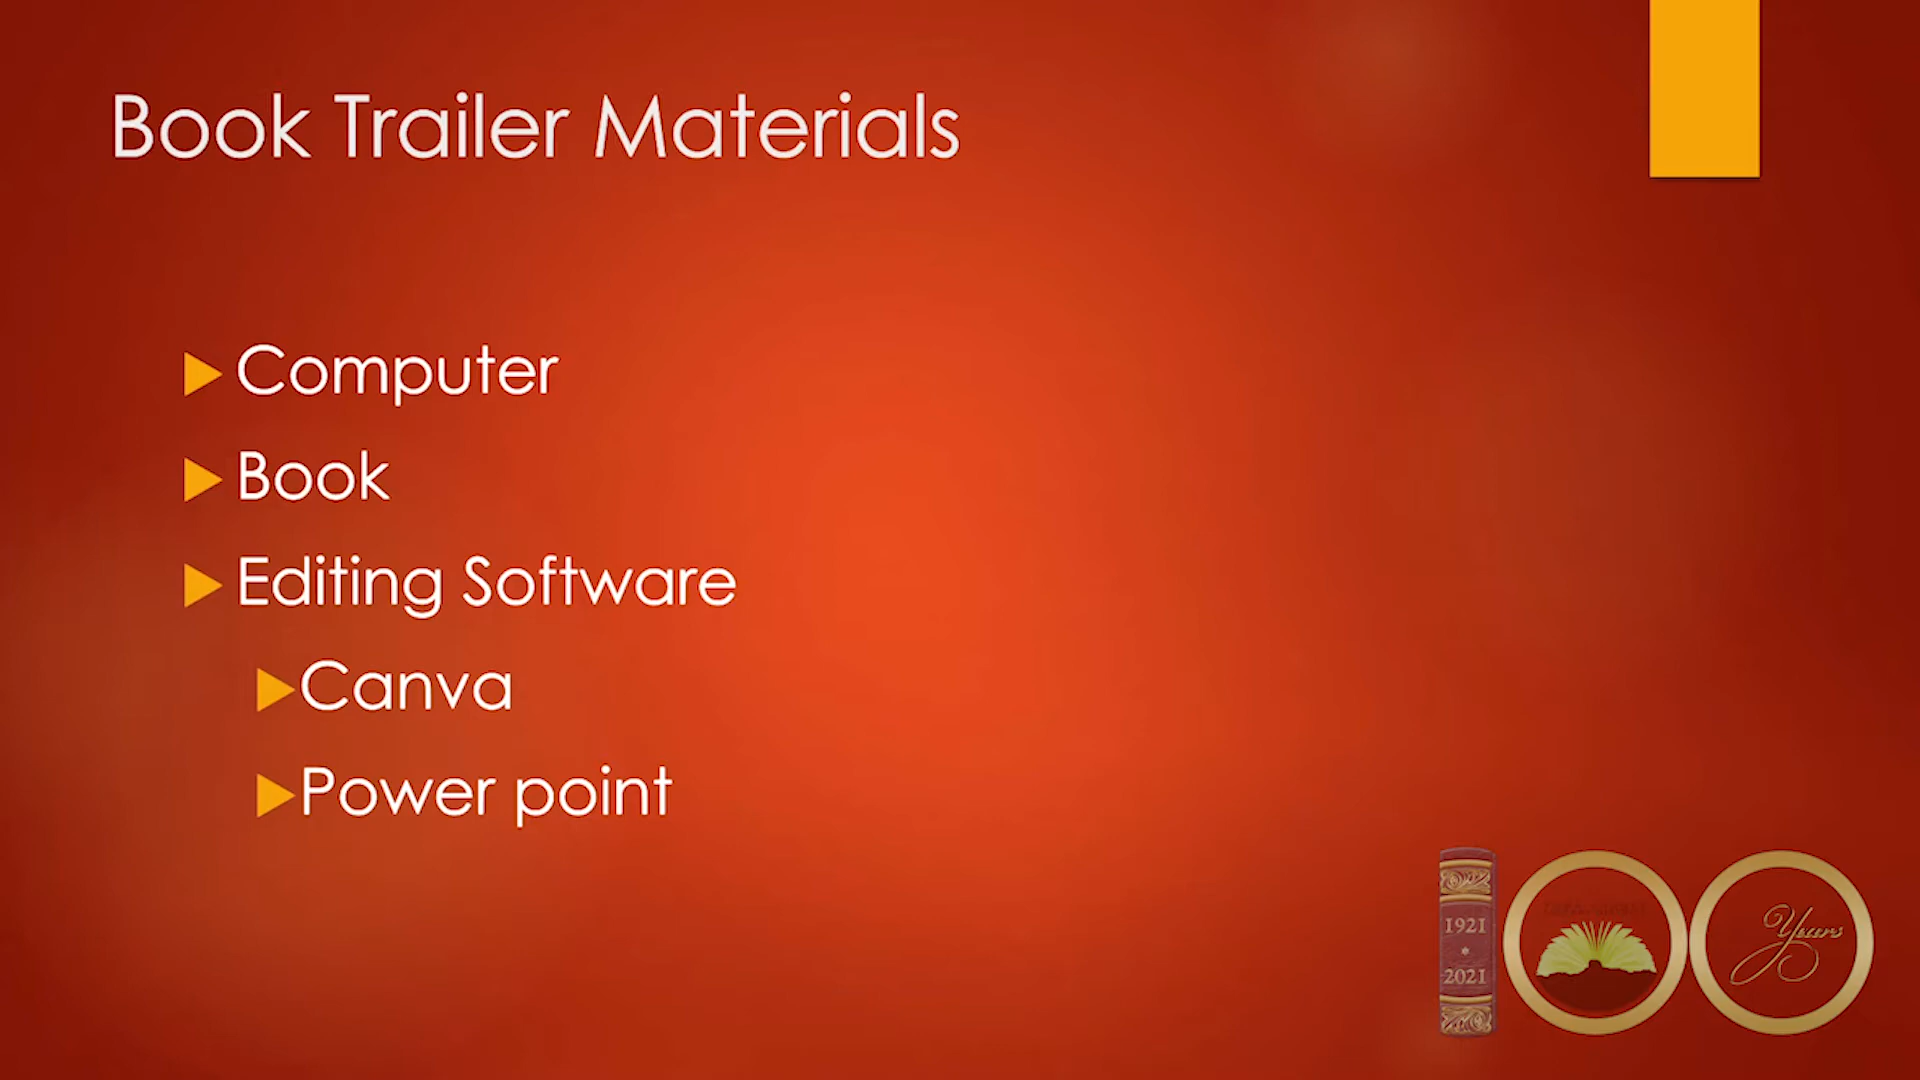 Book Trailer Materials
Computer
Book
Editing Software
Canva
Power point
1921
2021
Years